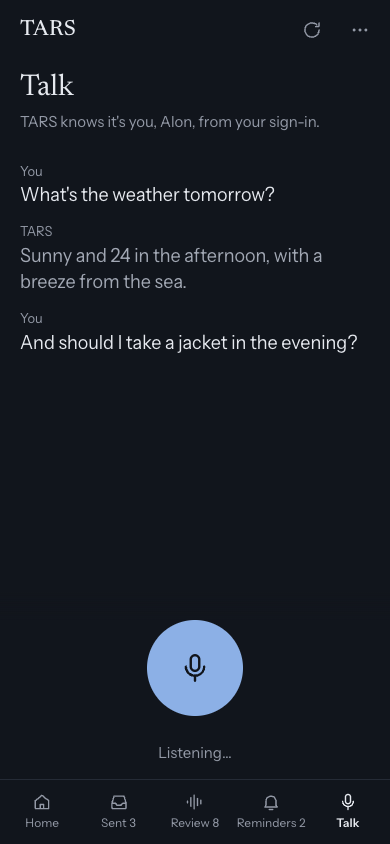 TARS
Talk
TARS knows it's you, Alon, from your sign-in.
You
What's the weather tomorrow?
TARS
Sunny and 24 in the afternoon, with a
breeze from the sea.
You
And should I take a jacket in the evening?
Listening...
Home
Sent 3
Review 8
Reminders 2
Talk